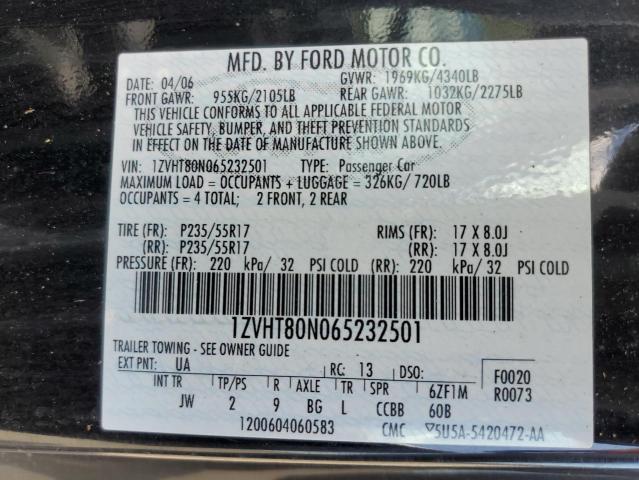 MFD. BY FORD MOTOR CO.
DATE: 04/06 GVWR: 1969KG/4340LB
FRONT GAWR: 955KG/2105LB REAR GAWR: 1032KG/2275LB
THIS VEHICLE CONFORMS TO ALL APPLICABLE FEDERAL MOTOR
VEHICLE SAFETY, BUMPER, AND THEFT PREVENTION STANDARDS
IN EFFECT ON THE DATE OF MANUFACTURE SHOWN ABOVE.
VIN: 1ZVHT80N065232501 TYPE: Passenger Car
MAXIMUM LOAD = OCCUPANTS + LUGGAGE = 326KG/ 720LB
OCCUPANTS = 4 TOTAL; 2 FRONT, 2 REAR
TIRE (FR): P235/55R17 RIMS (FR): 17 X 8.0J
(RR): P235/55R17 (RR): 17 X 8.0J
PRESSURE (FR): 220 kPa/ 32 PSI COLD (RR): 220 kPa/ 32 PSI COLD
1ZVHT80N065232501
TRAILER TOWING - SEE OWNER GUIDE
EXT PNT: UA RC: 13 DSO: F0020
INT TR TP/PS R AXLE TR SPR 6ZF1M R0073
JW 2 9 BG L CCBB 60B
1200604060583 CMC ▽5U5A-5420472-AA